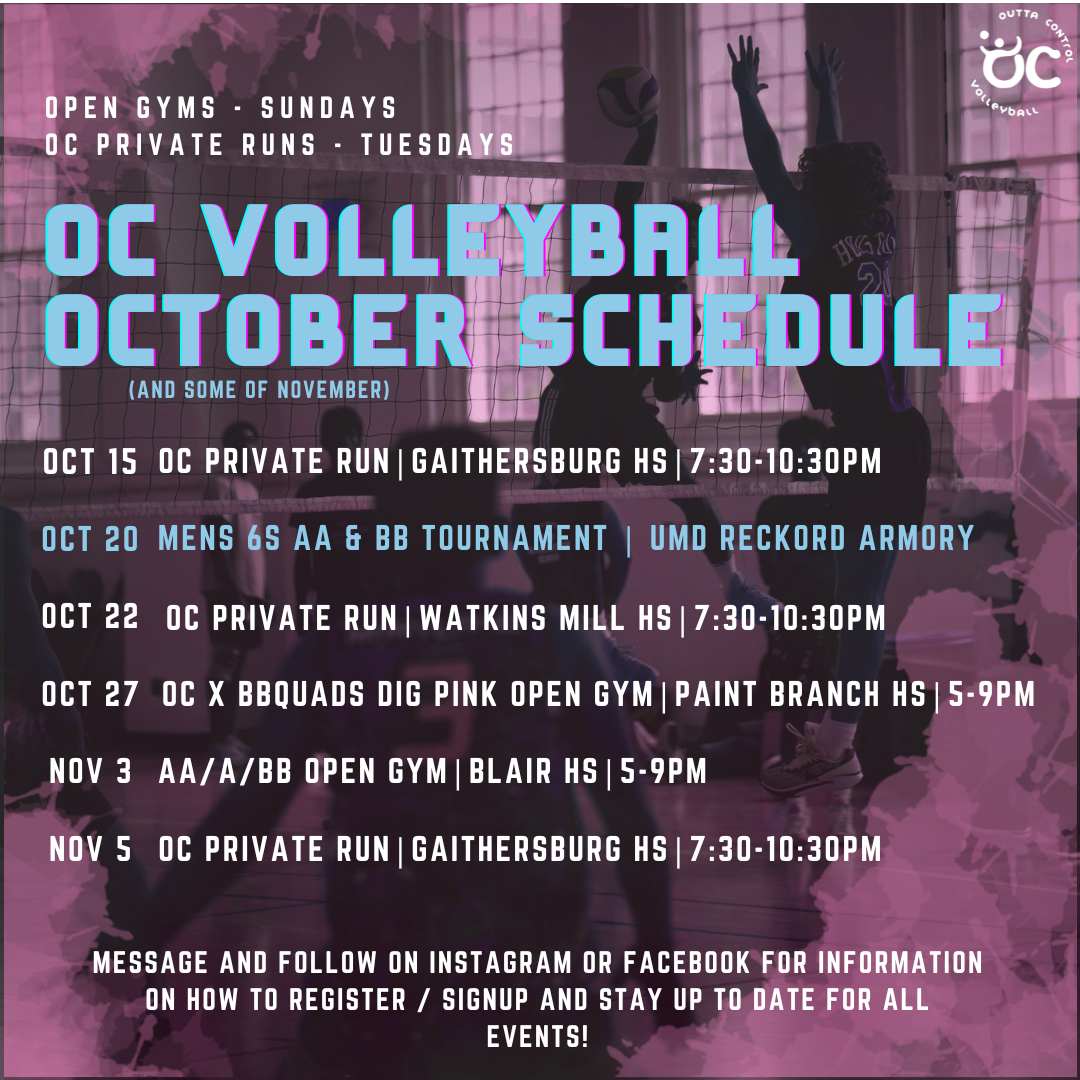 OUTTA CONTROL
OC
VOLLEYBALL
OPEN GYMS - SUNDAYS
OC PRIVATE RUNS - TUESDAYS
OC VOLLEYBALL
OCTOBER SCHEDULE
(AND SOME OF NOVEMBER)
OCT 15 OC PRIVATE RUN|GAITHERSBURG HS|7:30-10:30PM
OCT 20 MENS 6S AA & BB TOURNAMENT | UMD RECKORD ARMORY
OCT 22 OC PRIVATE RUN|WATKINS MILL HS|7:30-10:30PM
OCT 27 OC X BBQUADS DIG PINK OPEN GYM|PAINT BRANCH HS|5-9PM
NOV 3 AA/A/BB OPEN GYM|BLAIR HS|5-9PM
NOV 5 OC PRIVATE RUN|GAITHERSBURG HS|7:30-10:30PM
MESSAGE AND FOLLOW ON INSTAGRAM OR FACEBOOK FOR INFORMATION
ON HOW TO REGISTER / SIGNUP AND STAY UP TO DATE FOR ALL
EVENTS!